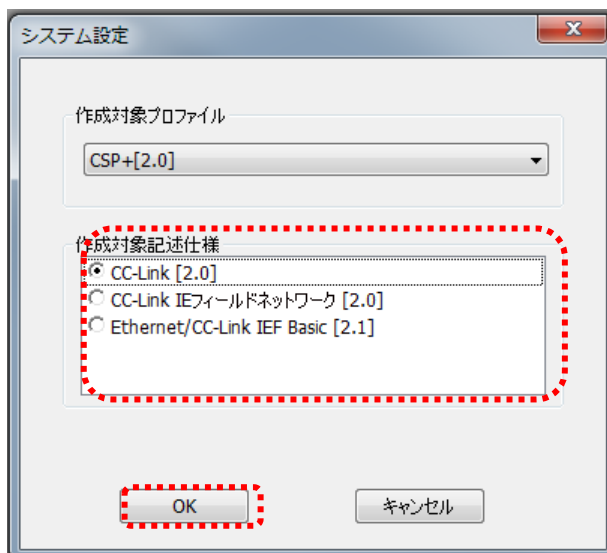 システム設定
作成対象プロファイル
CSP+[2.0]
作成対象記述仕様
CC-Link [2.0]
CC-Link IEフィールドネットワーク [2.0]
Ethernet/CC-Link IEF Basic [2.1]
OK
キャンセル